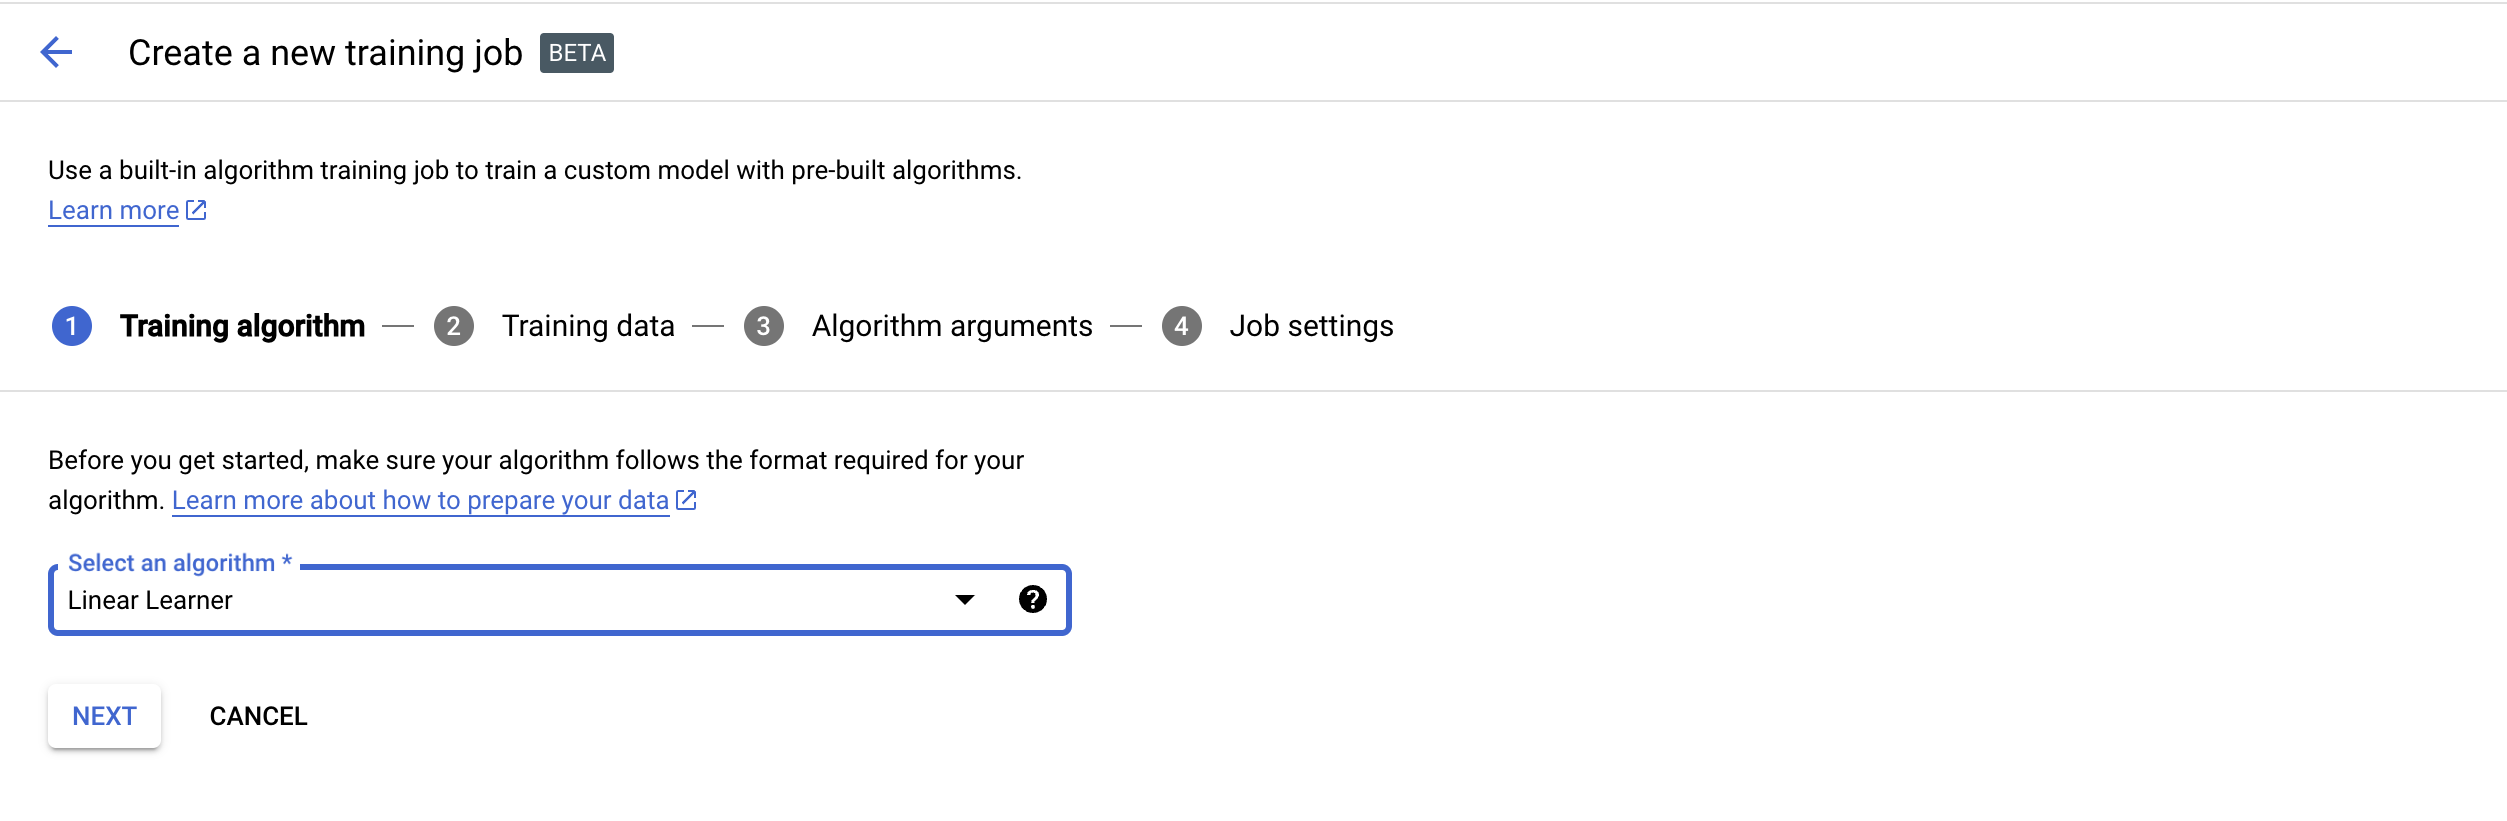 Create a new training job BETA
Use a built-in algorithm training job to train a custom model with pre-built algorithms.
Learn more
1 Training algorithm — 2 Training data — 3 Algorithm arguments — 4 Job settings
Before you get started, make sure your algorithm follows the format required for your
algorithm. Learn more about how to prepare your data
Select an algorithm *
Linear Learner ?
NEXT CANCEL